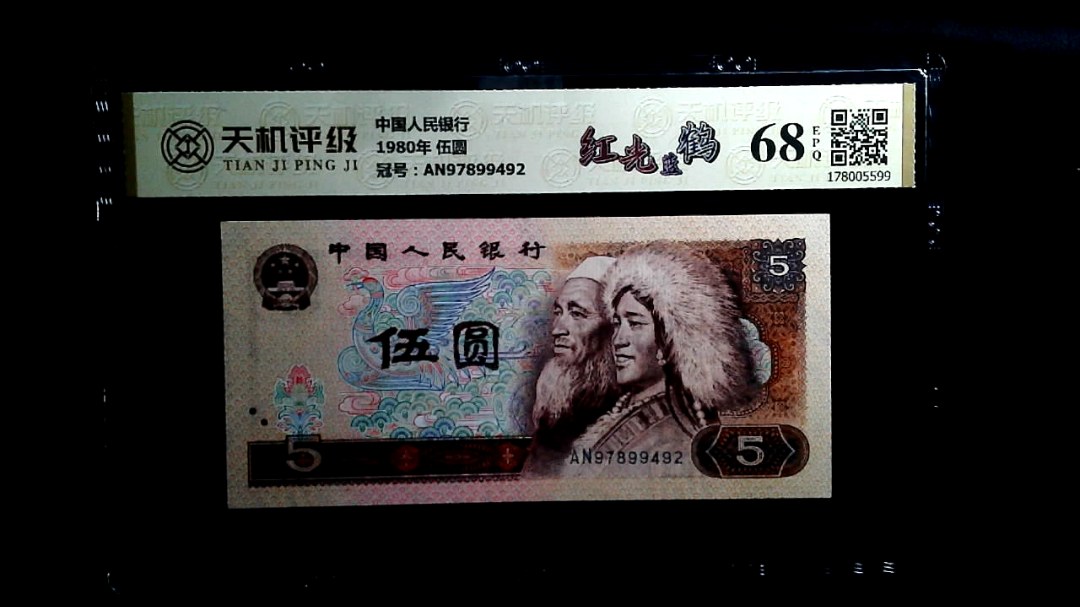 天机评级
TIAN JI PING JI
中国人民银行
1980年 伍圆
冠号：AN97899492
红光蓝鹤
68
EPQ
178005599
中国人民银行
5
伍圆
5
AN97899492
5